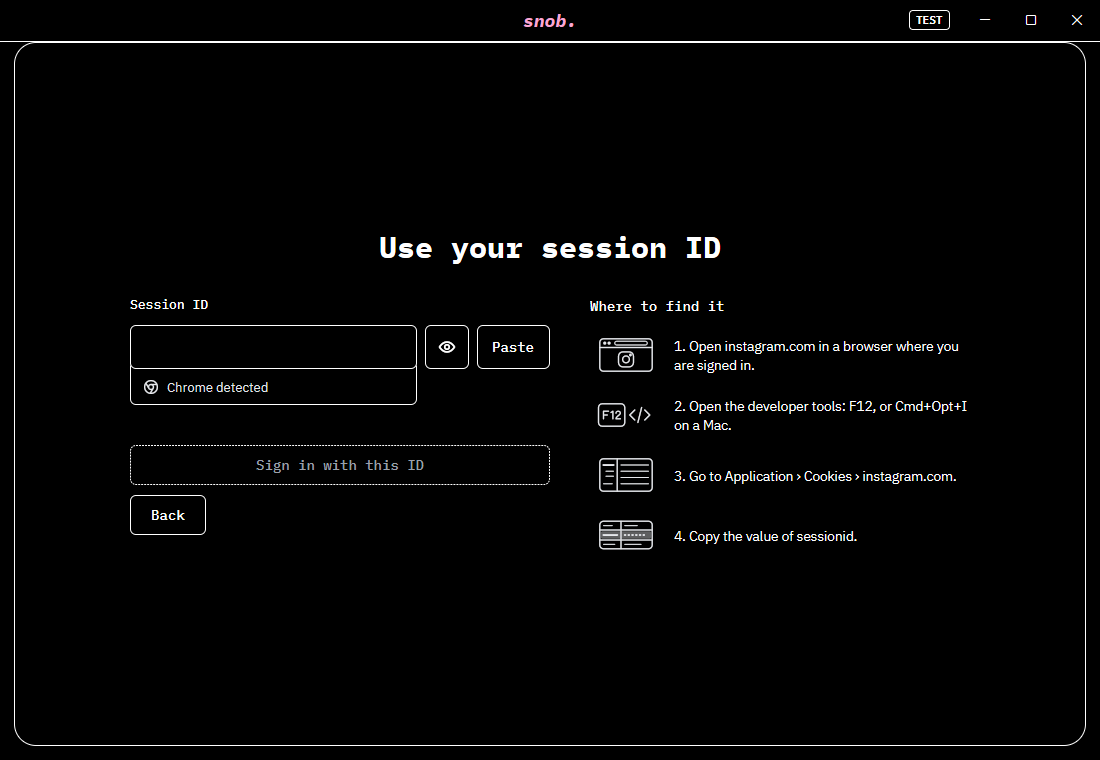 snob.
TEST
Use your session ID
Session ID
Paste
Chrome detected
Sign in with this ID
Back
Where to find it
1. Open instagram.com in a browser where you
are signed in.
F12 </>
2. Open the developer tools: F12, or Cmd+Opt+I
on a Mac.
3. Go to Application › Cookies › instagram.com.
4. Copy the value of sessionid.